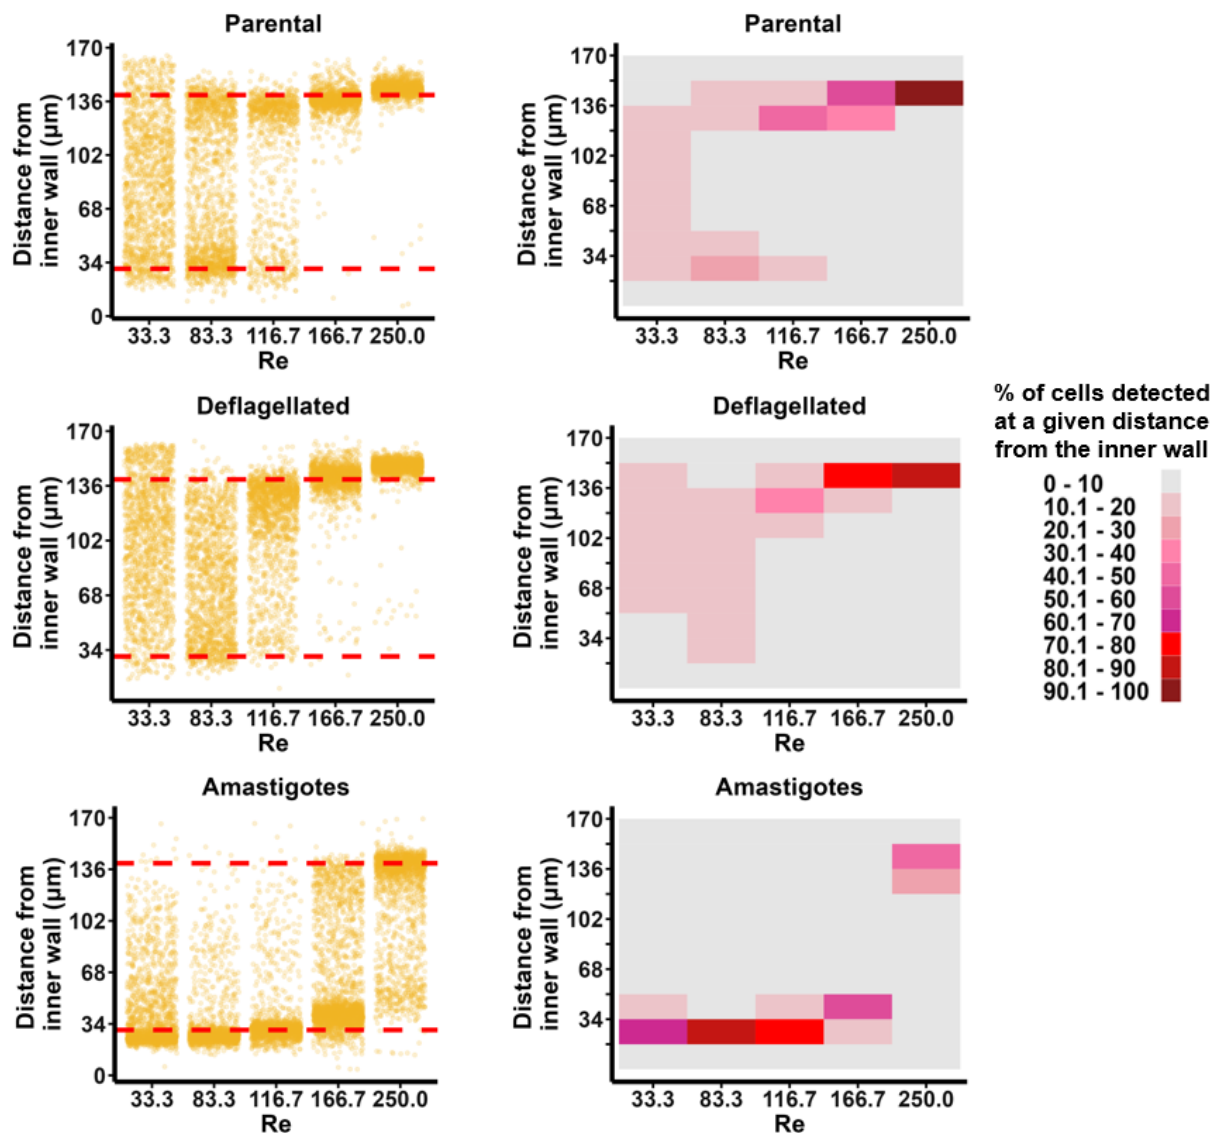 Parental
Distance from
inner wall (µm)
170
136
102
68
34
0
33.3 83.3 116.7 166.7 250.0
Re
Parental
Distance from
inner wall (µm)
170
136
102
68
34
33.3 83.3 116.7 166.7 250.0
Re
Deflagellated
Distance from
inner wall (µm)
170
136
102
68
34
33.3 83.3 116.7 166.7 250.0
Re
Deflagellated
Distance from
inner wall (µm)
170
136
102
68
34
33.3 83.3 116.7 166.7 250.0
Re
% of cells detected
at a given distance
from the inner wall
0 - 10
10.1 - 20
20.1 - 30
30.1 - 40
40.1 - 50
50.1 - 60
60.1 - 70
70.1 - 80
80.1 - 90
90.1 - 100
Amastigotes
Distance from
inner wall (µm)
170
136
102
68
34
0
33.3 83.3 116.7 166.7 250.0
Re
Amastigotes
Distance from
inner wall (µm)
170
136
102
68
34
33.3 83.3 116.7 166.7 250.0
Re